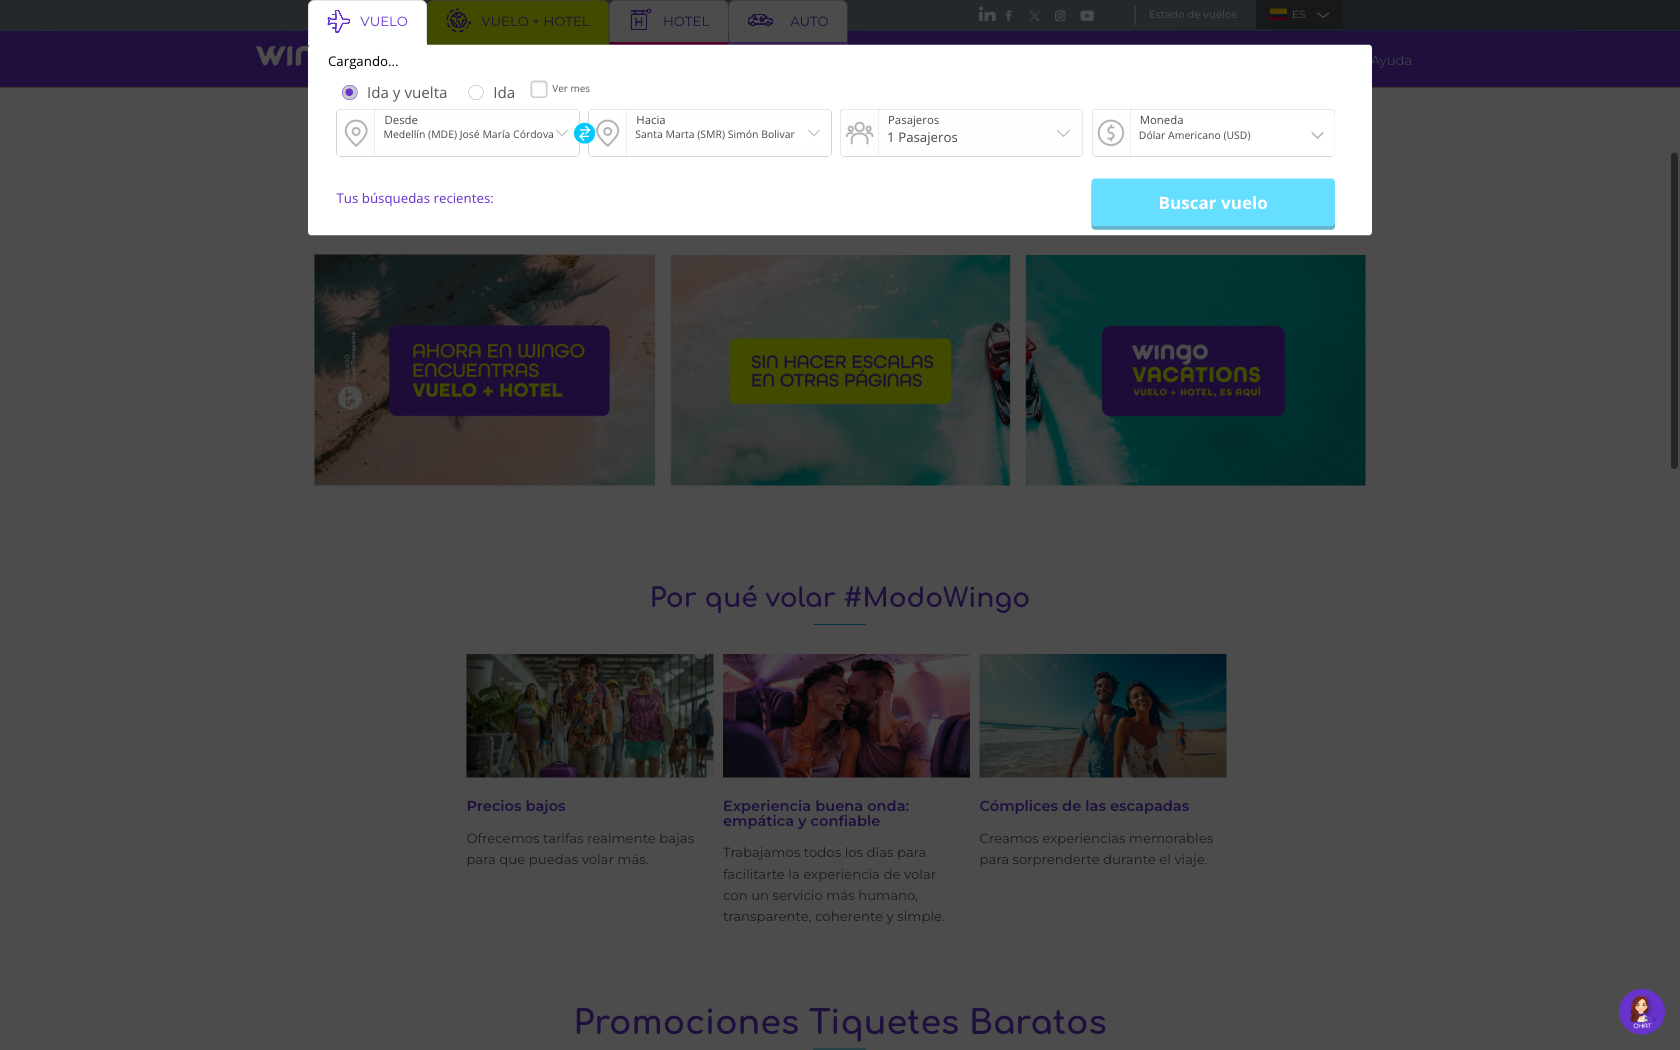 VUELO
VUELO + HOTEL
HOTEL
AUTO
Estado de vuelos
ES
Ayuda
Cargando...
Ida y vuelta
Ida
Ver mes
Desde
Medellín (MDE) José María Córdova
Hacia
Santa Marta (SMR) Simón Bolivar
Pasajeros
1 Pasajeros
Moneda
Dólar Americano (USD)
Tus búsquedas recientes:
Buscar vuelo
AHORA EN WINGO
ENCUENTRAS
VUELO + HOTEL
SIN HACER ESCALAS
EN OTRAS PÁGINAS
wingo
VACATIONS
VUELO + HOTEL, ES AQUÍ
Por qué volar #ModoWingo
Precios bajos
Ofrecemos tarifas realmente bajas
para que puedas volar más.
Experiencia buena onda:
empática y confiable
Trabajamos todos los días para
facilitarte la experiencia de volar
con un servicio más humano,
transparente, coherente y simple.
Cómplices de las escapadas
Creamos experiencias memorables
para sorprenderte durante el viaje.
Promociones Tiquetes Baratos
CHAT